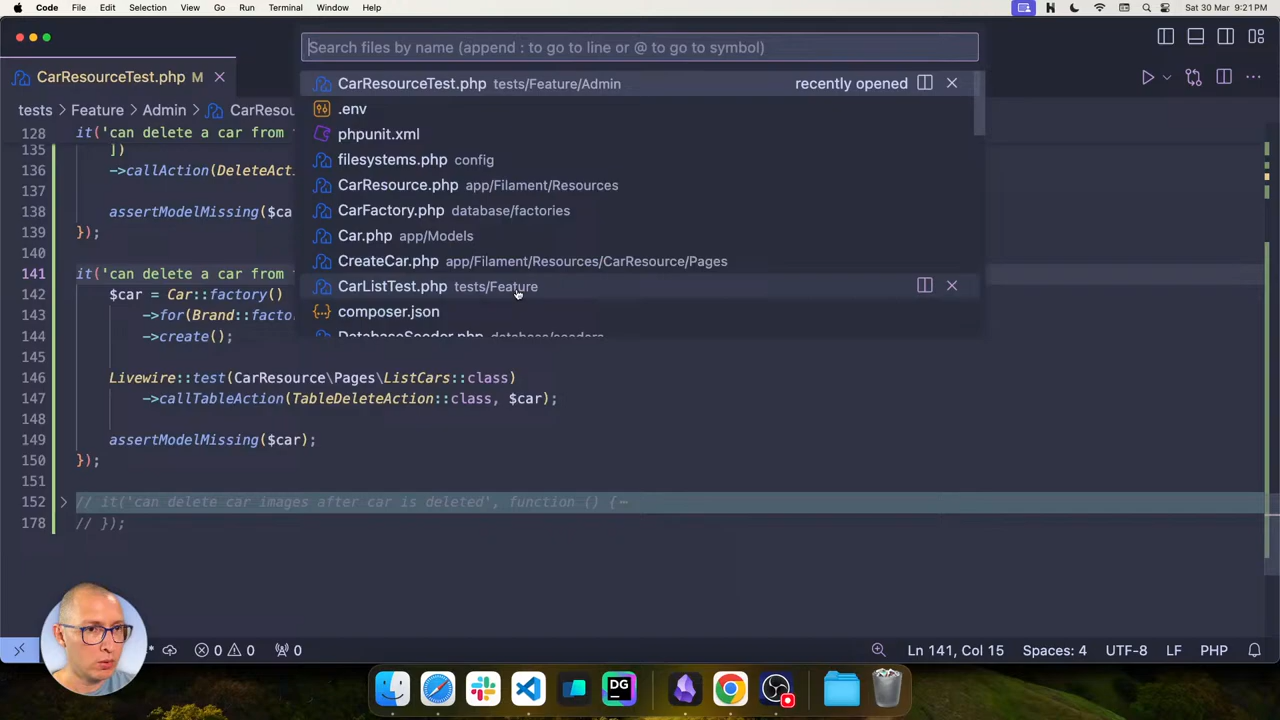 Code File Edit Selection View Go Run Terminal Window Help Sat 30 Mar 9:21 PM
Search files by name (append : to go to line or @ to go to symbol)
CarResourceTest.php M
CarResourceTest.php tests/Feature/Admin recently opened
.env
phpunit.xml
filesystems.php config
CarResource.php app/Filament/Resources
CarFactory.php database/factories
Car.php app/Models
CreateCar.php app/Filament/Resources/CarResource/Pages
CarListTest.php tests/Feature
composer.json
DatabaseSeeder.php database/seeders
tests > Feature > Admin > CarResou
128 it('can delete a car from
135 ])
136 ->callAction(DeleteActi
137
138 assertModelMissing($ca
139 });
140
141 it('can delete a car from
142 $car = Car::factory()
143 ->for(Brand::facto
144 ->create();
145
146 Livewire::test(CarResource\Pages\ListCars::class)
147 ->callTableAction(TableDeleteAction::class, $car);
148
149 assertModelMissing($car);
150 });
151
152 // it('can delete car images after car is deleted', function () {
178 // });
0 0 0 Ln 141, Col 15 Spaces: 4 UTF-8 LF PHP
DG